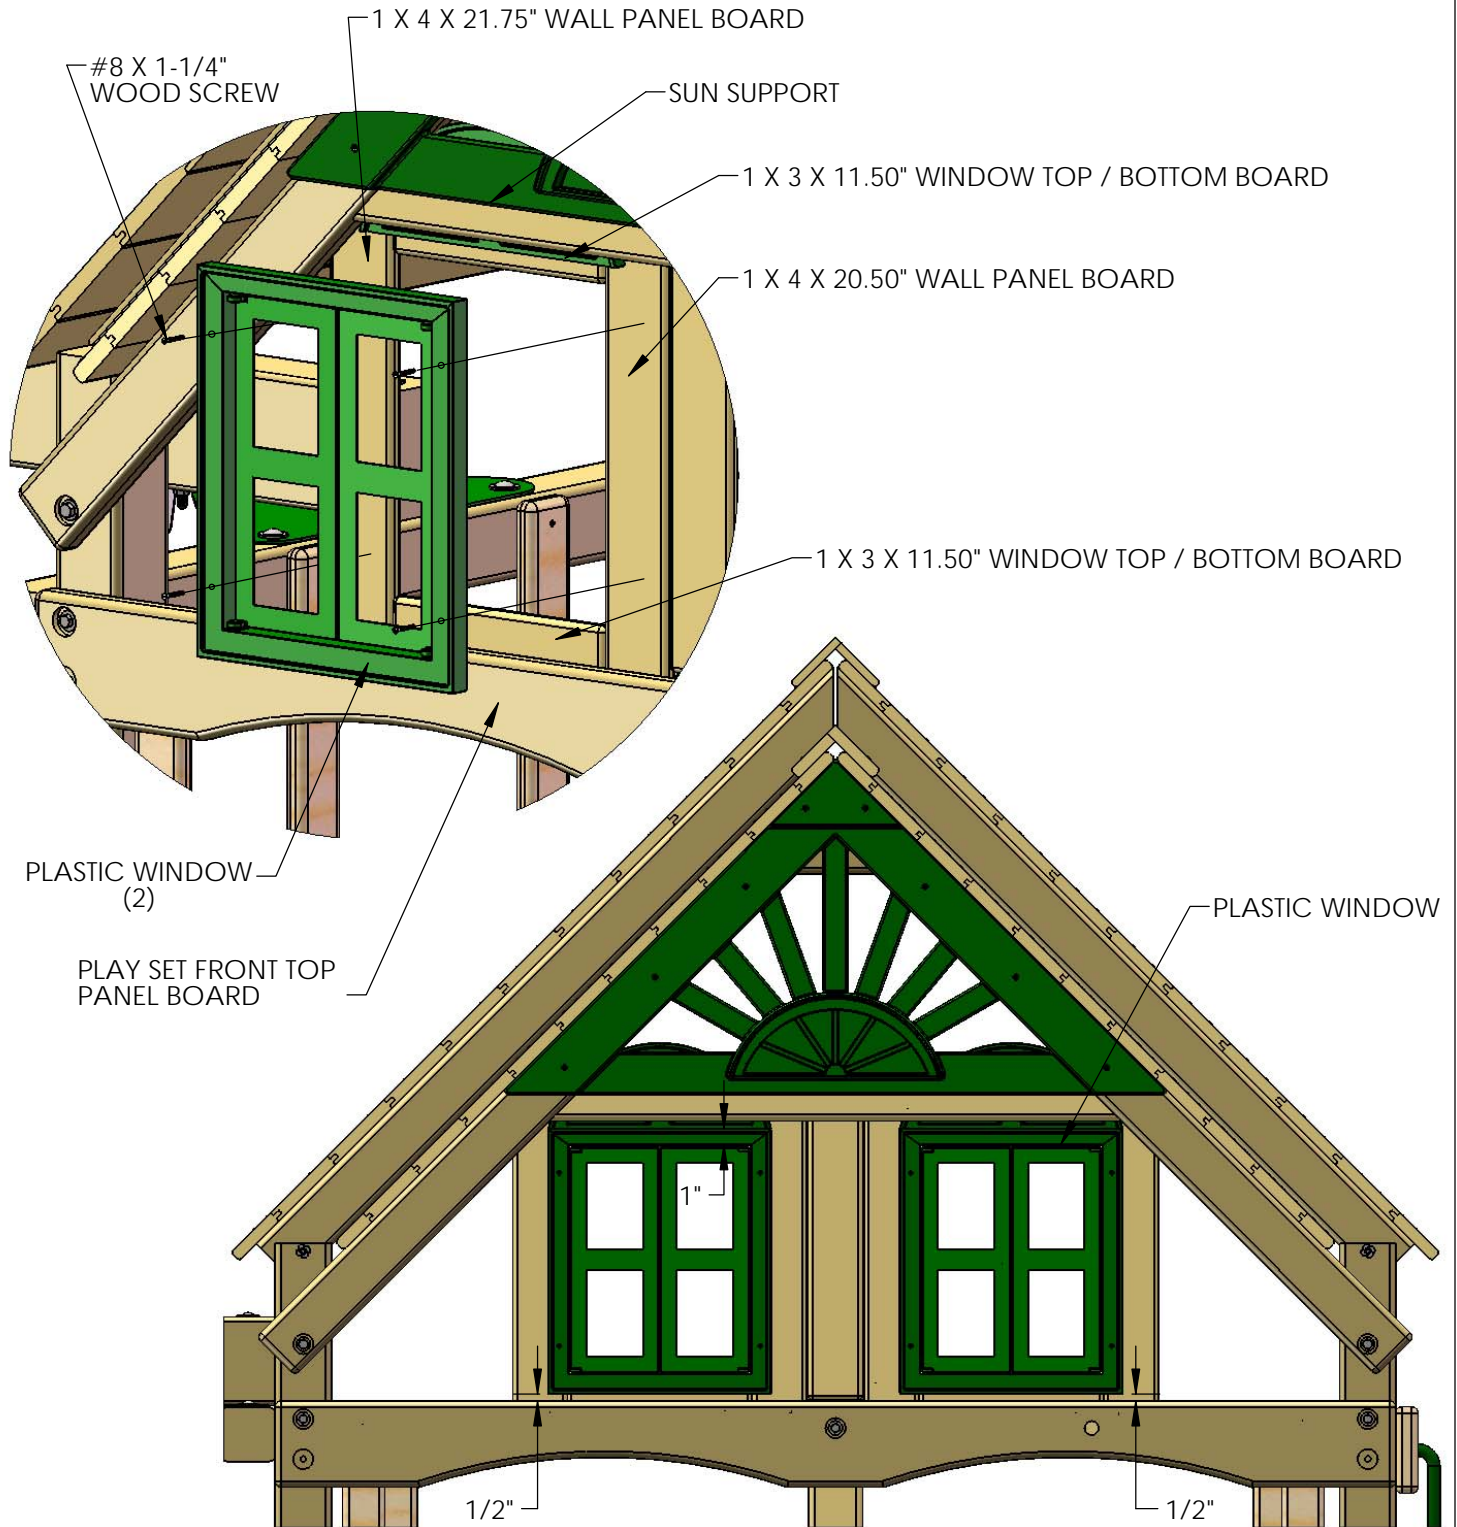 1 X 4 X 21.75" WALL PANEL BOARD
#8 X 1-1/4"
WOOD SCREW
SUN SUPPORT
1 X 3 X 11.50" WINDOW TOP / BOTTOM BOARD
1 X 4 X 20.50" WALL PANEL BOARD
1 X 3 X 11.50" WINDOW TOP / BOTTOM BOARD
PLASTIC WINDOW
(2)
PLASTIC WINDOW
PLAY SET FRONT TOP
PANEL BOARD
1"
1/2"
1/2"